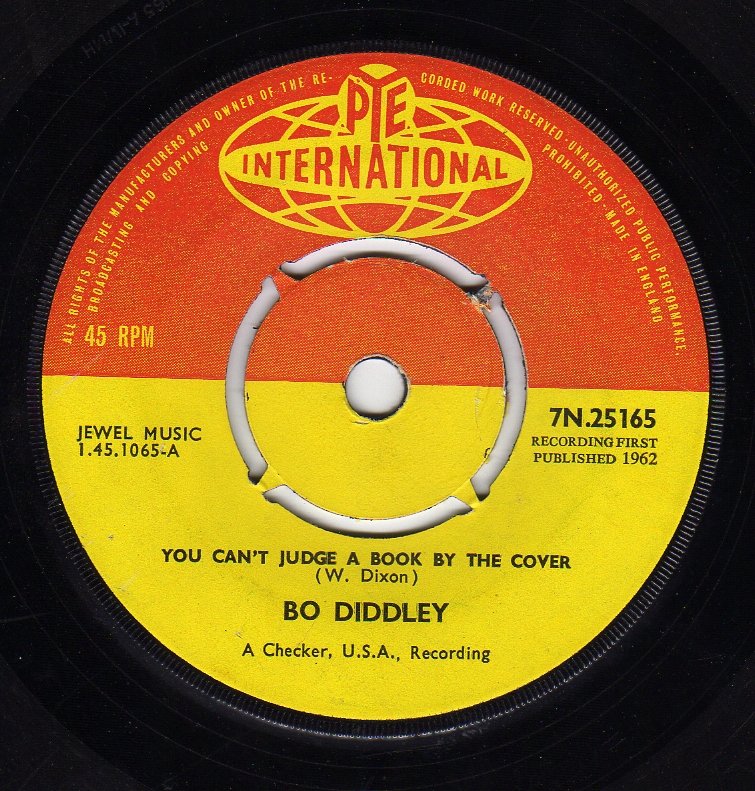 ALL RIGHTS OF THE MANUFACTURERS AND OWNER OF THE RE-
CORDED WORK RESERVED·UNAUTHORIZED PUBLIC PERFORMANCE
BROADCASTING AND COPYING
PROHIBITED·MADE IN ENGLAND
PYE
INTERNATIONAL
45 RPM
JEWEL MUSIC
1.45.1065-A
7N.25165
RECORDING FIRST
PUBLISHED 1962
YOU CAN'T JUDGE A BOOK BY THE COVER
(W. Dixon)
BO DIDDLEY
A Checker, U.S.A., Recording